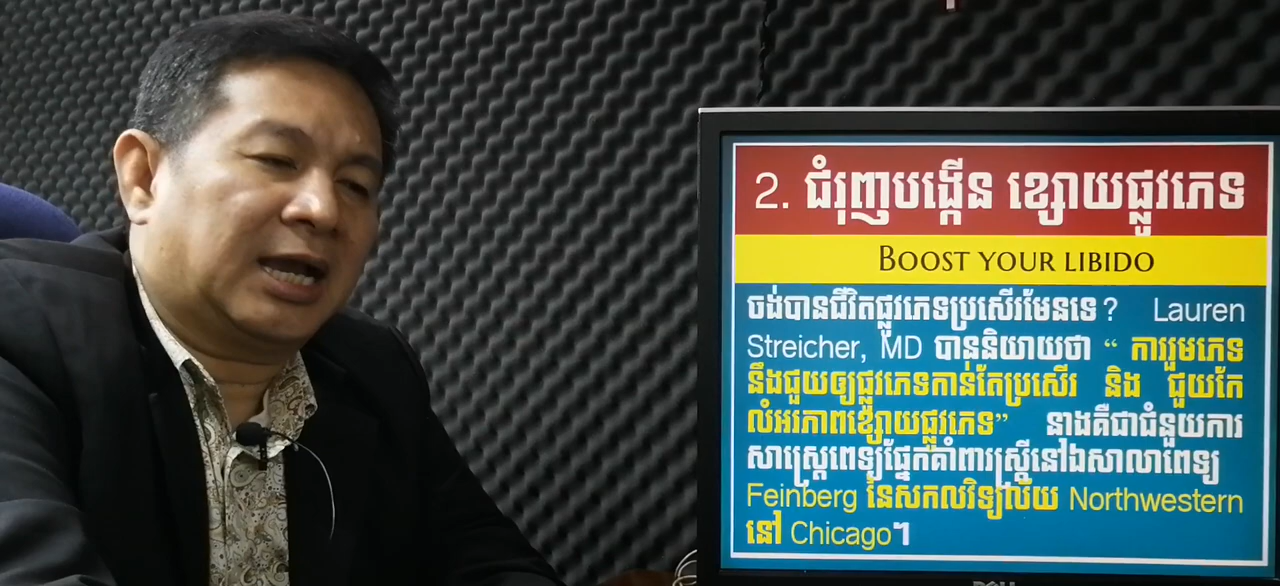 2. ជំរុញបង្កើន ខ្សោយផ្លូវភេទ
BOOST YOUR LIBIDO
ចង់បានជីវិតផ្លូវភេទប្រសើរមែនទេ? Lauren
Streicher, MD បាននិយាយថា “ ការរួមភេទ
នឹងជួយឲ្យផ្លូវភេទកាន់តែប្រសើរ និង ជួយកែ
លំអរភាពខ្សោយផ្លូវភេទ” នាងគឺជាជំនួយការ
សាស្ត្រពេទ្យផ្នែកគាំពារស្ត្រីនៅឯសាលាពេទ្យ
Feinberg នៃសកលវិទ្យាល័យ Northwestern
នៅ Chicago។